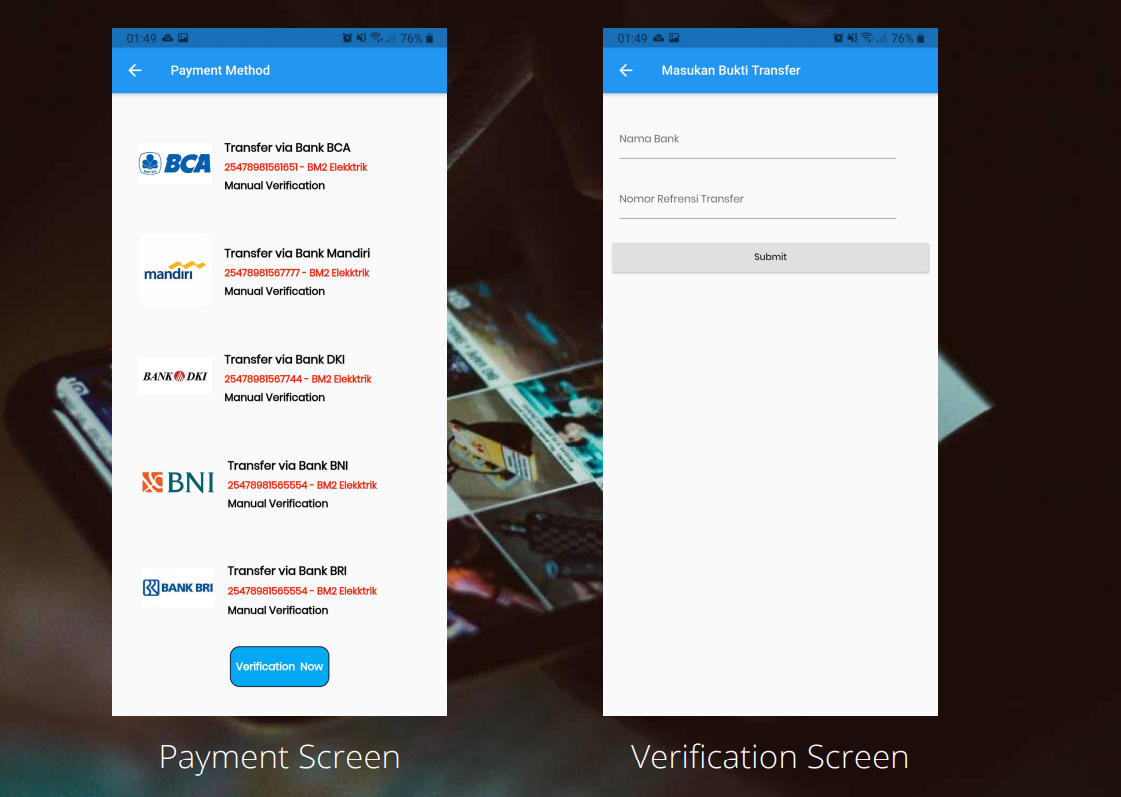 01:49
76%
Payment Method
BCA
Transfer via Bank BCA
25478981561651 - BM2 Elekktrik
Manual Verification
mandırı
Transfer via Bank Mandiri
25478981567777 - BM2 Elekktrik
Manual Verification
BANK DKI
Transfer via Bank DKI
25478981567744 - BM2 Elekktrik
Manual Verification
BNI
Transfer via Bank BNI
25478981565554 - BM2 Elekktrik
Manual Verification
BANK BRI
Transfer via Bank BRI
25478981565554 - BM2 Elekktrik
Manual Verification
Verification Now
Payment Screen
01:49
76%
Masukan Bukti Transfer
Nama Bank
Nomor Refrensi Transfer
Submit
Verification Screen